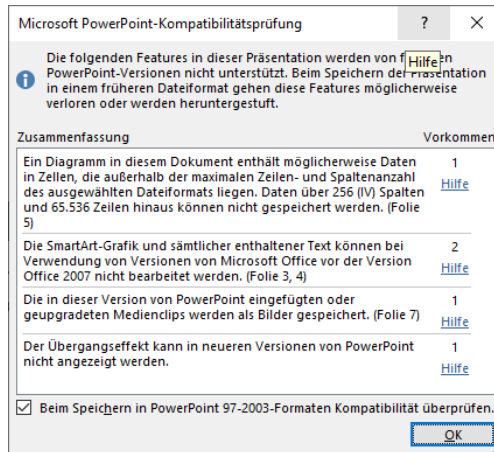 Microsoft PowerPoint-Kompatibilitätsprüfung ? ×
Die folgenden Features in dieser Präsentation werden von
PowerPoint-Versionen nicht unterstützt. Beim Speichern der Präsentation
in einem früheren Dateiformat gehen diese Features möglicherweise
verloren oder werden heruntergestuft.
Hilfe
Zusammenfassung Vorkommen
Ein Diagramm in diesem Dokument enthält möglicherweise Daten 1
in Zellen, die außerhalb der maximalen Zeilen- und Spaltenanzahl Hilfe
des ausgewählten Dateiformats liegen. Daten über 256 (IV) Spalten
und 65.536 Zeilen hinaus können nicht gespeichert werden. (Folie
5)
Die SmartArt-Grafik und sämtlicher enthaltener Text können bei 2
Verwendung von Versionen von Microsoft Office vor der Version Hilfe
Office 2007 nicht bearbeitet werden. (Folie 3, 4)
Die in dieser Version von PowerPoint eingefügten oder 1
geupgradeten Medienclips werden als Bilder gespeichert. (Folie 7) Hilfe
Der Übergangseffekt kann in neueren Versionen von PowerPoint 1
nicht angezeigt werden. Hilfe
Beim Speichern in PowerPoint 97-2003-Formaten Kompatibilität überprüfen.
OK